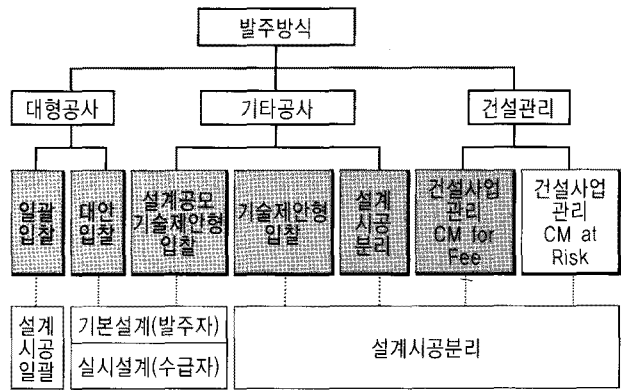 발주방식
대형공사
기타공사
건설관리
일괄
입찰
대안
입찰
설계공모
기술제안형
입찰
기술제안형
입찰
설계
시공
분리
건설사업
관리
CM for
Fee
건설사업
관리
CM at
Risk
설계
시공
일괄
기본설계(발주자)
실시설계(수급자)
설계시공분리